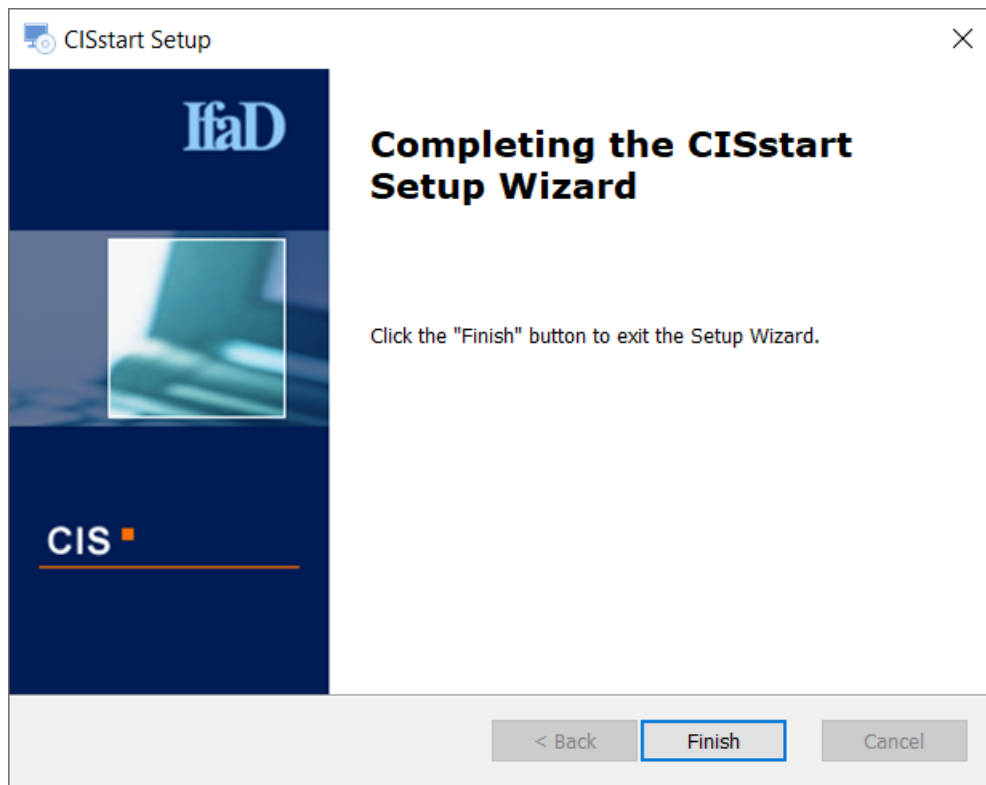 CISstart Setup
IfaD
Completing the CISstart
Setup Wizard
Click the "Finish" button to exit the Setup Wizard.
CIS
< Back
Finish
Cancel